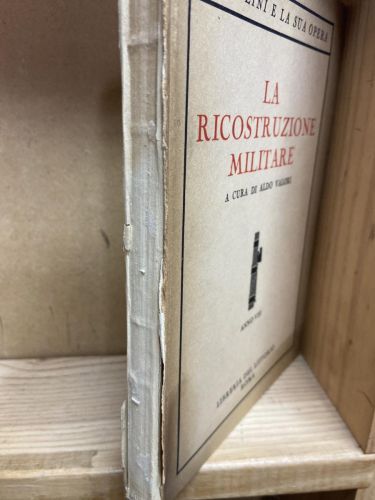 LINI E LA SUA OPERA
LA
RICOSTRUZIONE
MILITARE
A CURA DI ALDO VALORI
ANNO VIII
LIBRERIA DEL LITTORIO
ROMA